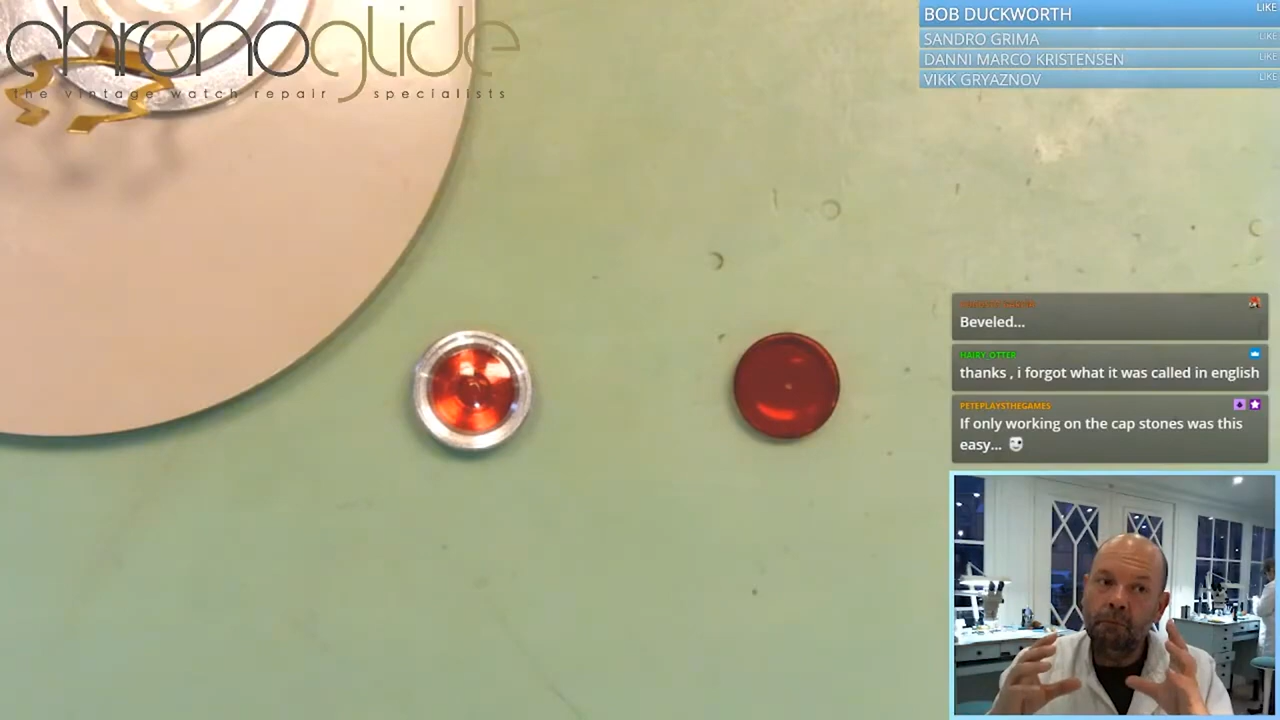 chronoglide
the vintage watch repair specialists
BOB DUCKWORTH LIKE
SANDRO GRIMA LIKE
DANNI MARCO KRISTENSEN LIKE
VIKK GRYAZNOV LIKE
Beveled...
HAIRY_OTTER
thanks , i forgot what it was called in english
PETEPLAYSTHEGAMES
If only working on the cap stones was this
easy...